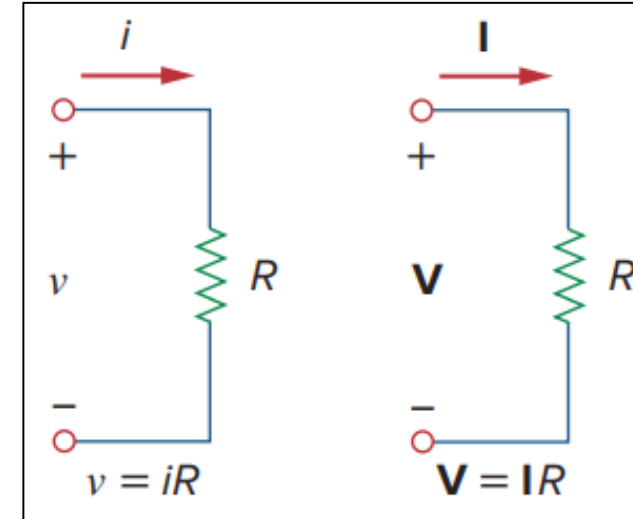 i I
+ +
v R V R
− −
v = iR V = IR